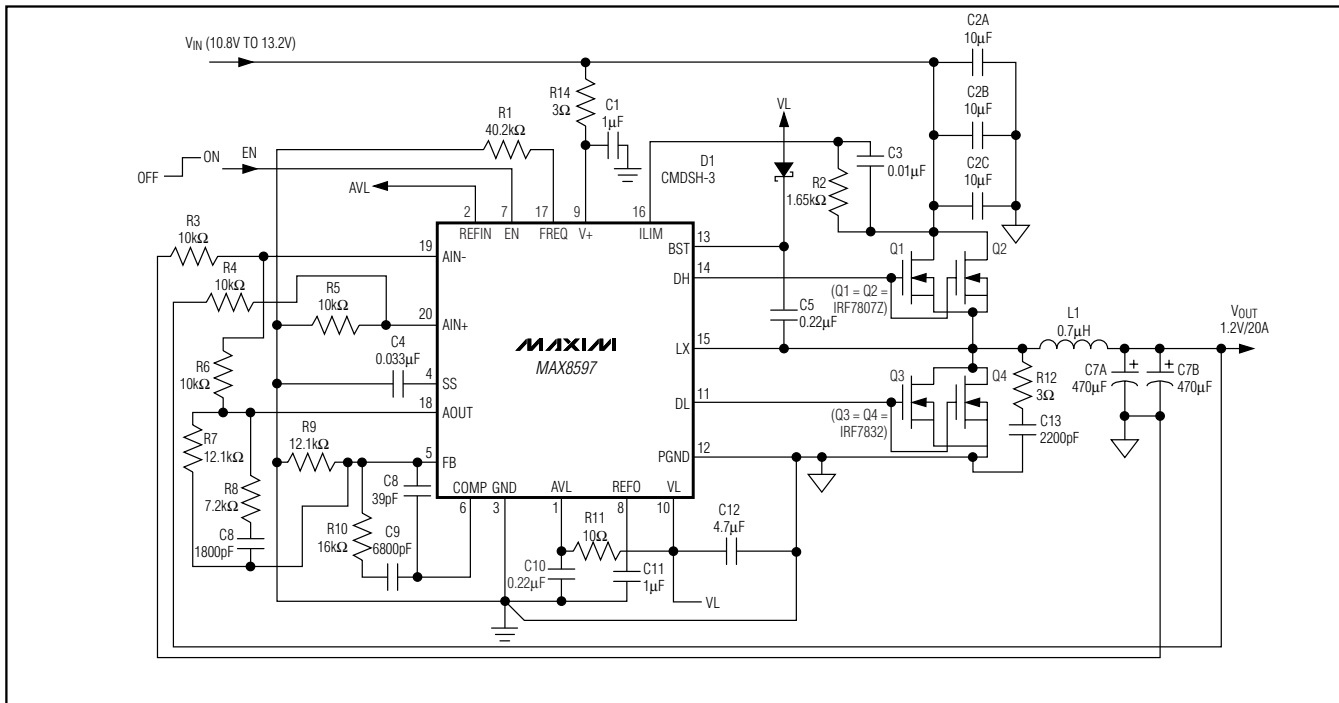 VIN (10.8V TO 13.2V)
C2A
10µF
R14
3Ω
C1
1µF
R1
40.2kΩ
VL
C2B
10µF
OFF
ON
EN
D1
CMDSH-3
C3
0.01µF
C2C
10µF
AVL
R2
1.65kΩ
2
7
17
9
16
REFIN
EN
FREQ
V+
ILIM
R3
10kΩ
19
AIN-
BST
13
Q1
Q2
R4
10kΩ
DH
14
(Q1 = Q2 =
IRF7807Z)
R5
10kΩ
20
AIN+
C5
0.22µF
VOUT
1.2V/20A
L1
0.7µH
C4
0.033µF
MAXIM
MAX8597
LX
15
R6
10kΩ
4
SS
Q3
Q4
R12
3Ω
C7A
470µF
C7B
470µF
18
AOUT
DL
11
(Q3 = Q4 =
IRF7832)
C13
2200pF
R7
12.1kΩ
R9
12.1kΩ
5
FB
PGND
12
R8
7.2kΩ
C8
39pF
COMP
GND
AVL
REFO
VL
6
3
1
8
10
C8
1800pF
R10
16kΩ
C9
6800pF
R11
10Ω
C12
4.7µF
C10
0.22µF
C11
1µF
VL